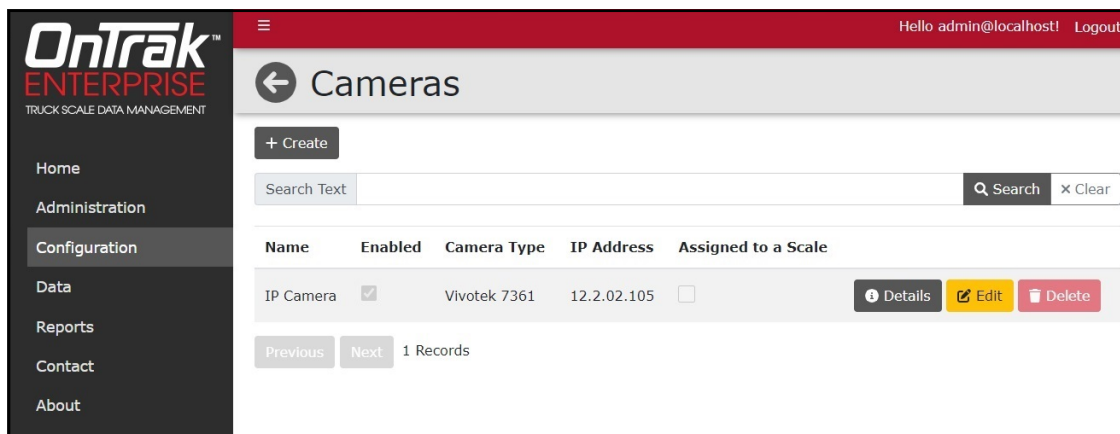 OnTrak™
ENTERPRISE
TRUCK SCALE DATA MANAGEMENT
Home
Administration
Configuration
Data
Reports
Contact
About
Hello admin@localhost! Logout
Cameras
+ Create
Search Text Search × Clear
Name Enabled Camera Type IP Address Assigned to a Scale
IP Camera Vivotek 7361 12.2.02.105 Details Edit Delete
Previous Next 1 Records